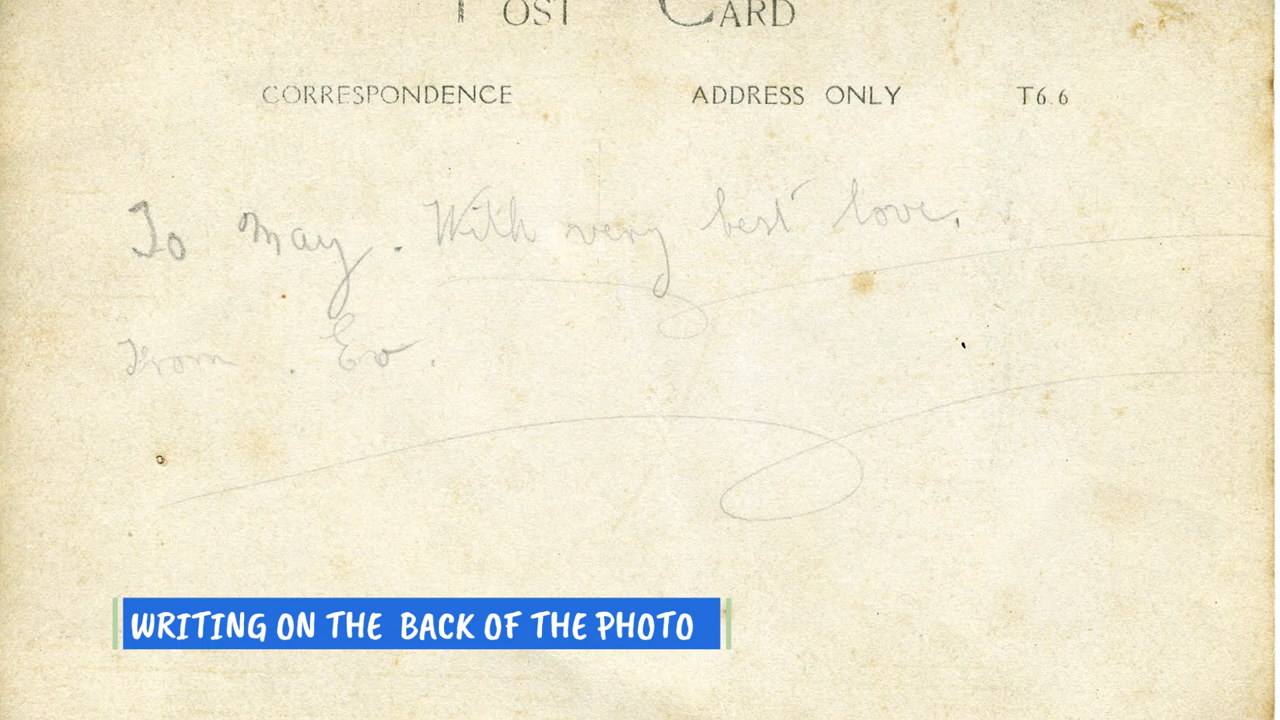 POST CARD
CORRESPONDENCE ADDRESS ONLY T6.6
To May. With very best love,
From. Ev.
WRITING ON THE BACK OF THE PHOTO